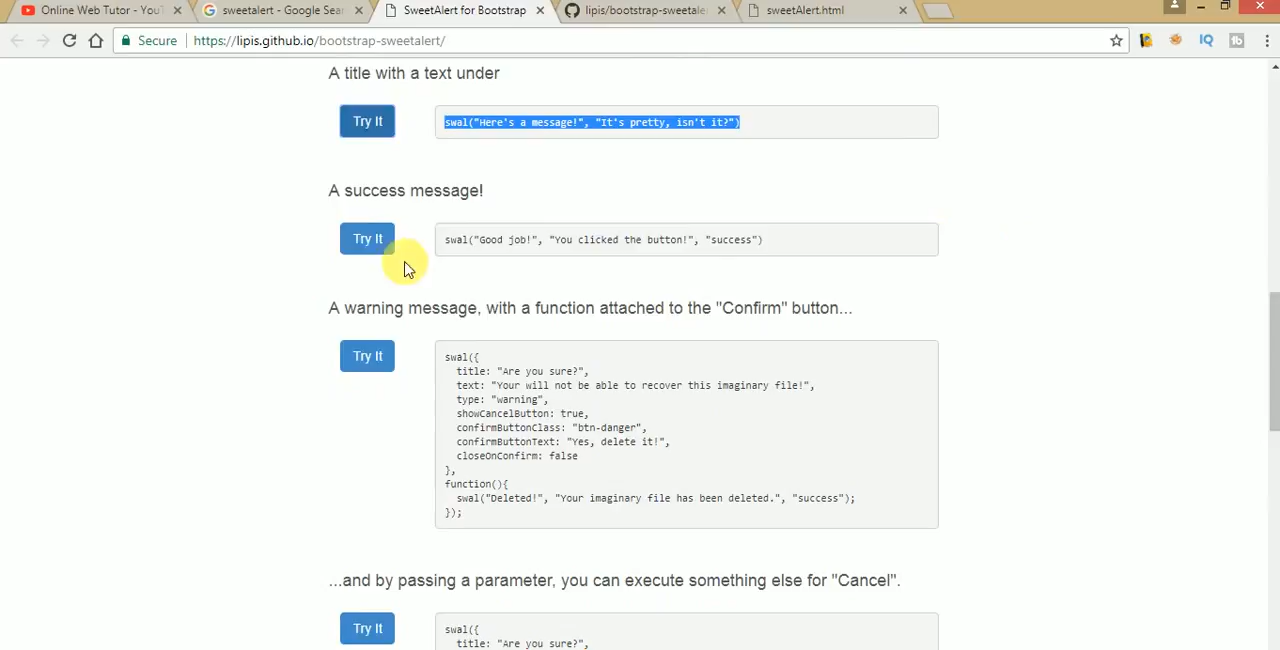 Online Web Tutor - You
sweetalert - Google Sear
SweetAlert for Bootstrap
lipis/bootstrap-sweetaler
sweetAlert.html
Secure
https://lipis.github.io/bootstrap-sweetalert/
A title with a text under
Try It
swal("Here's a message!", "It's pretty, isn't it?")
A success message!
Try It
swal("Good job!", "You clicked the button!", "success")
A warning message, with a function attached to the "Confirm" button...
Try It
swal({
title: "Are you sure?",
text: "Your will not be able to recover this imaginary file!",
type: "warning",
showCancelButton: true,
confirmButtonClass: "btn-danger",
confirmButtonText: "Yes, delete it!",
closeOnConfirm: false
},
function(){
swal("Deleted!", "Your imaginary file has been deleted.", "success");
});
...and by passing a parameter, you can execute something else for "Cancel".
Try It
swal({
title: "Are you sure?",